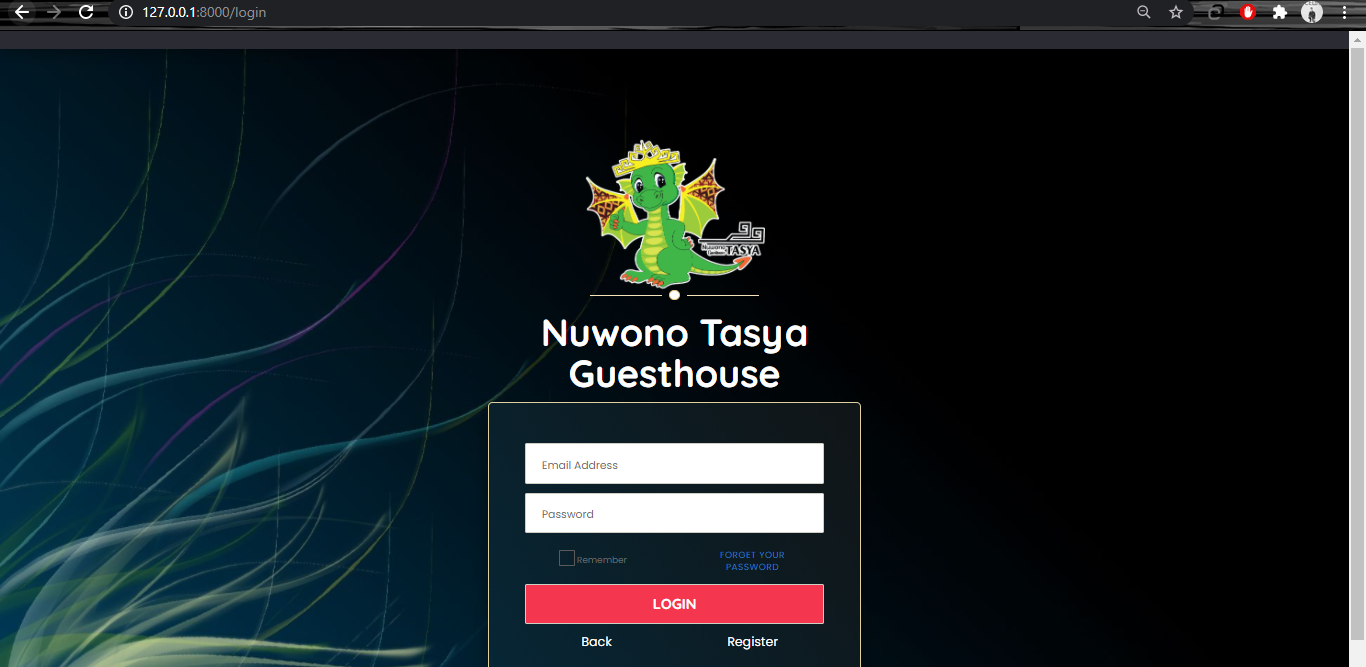 127.0.0.1:8000/login
Nuwono
TASYA
Nuwono Tasya
Guesthouse
Email Address
Password
Remember
FORGET YOUR
PASSWORD
LOGIN
Back
Register